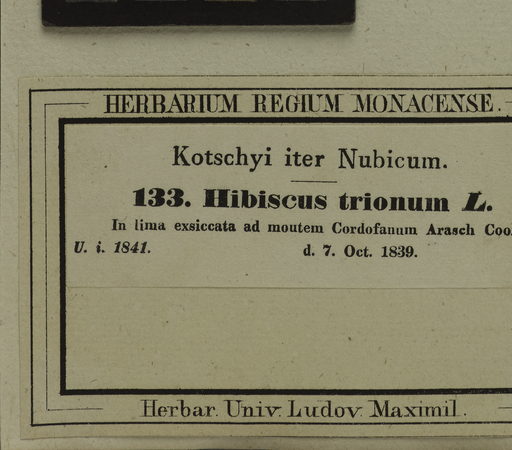 HERBARIUM REGIUM MONACENSE.
Kotschyi iter Nubicum.
133. Hibiscus trionum L.
In lima exsiccata ad moutem Cordofanum Arasch Coo
U. i. 1841. d. 7. Oct. 1839.
Herbar. Univ. Ludov. Maximil.